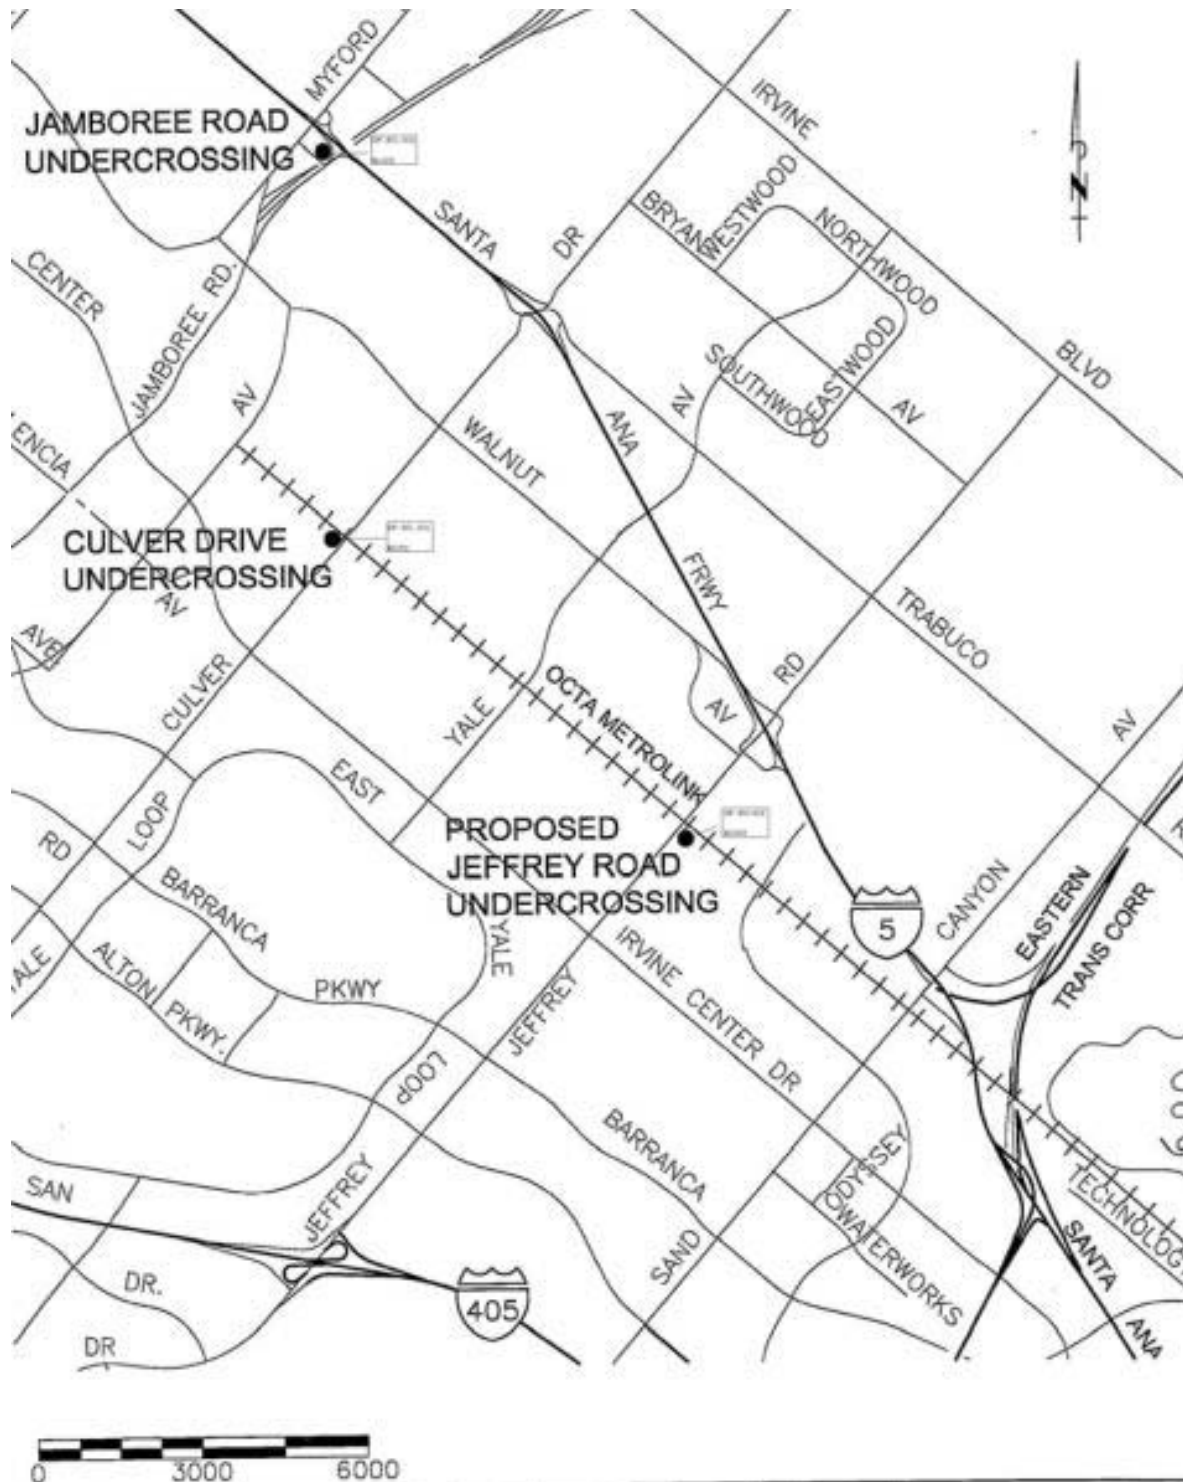 MYFORD
JAMBOREE ROAD
UNDERCROSSING
IRVINE
WESTWOOD
BRYAN
NORTHWOOD
SANTA
DR
CENTER
JAMBOREE RD.
AV
BLVD
SOUTHWOOD
EASTWOOD
AV
AV
ANA
WALNUT
LENCIA
CULVER DRIVE
UNDERCROSSING
AV
FRWY
TRABUCO
AVE.
CULVER
YALE
OCTA METROLINK
AV
RD
AV
EAST
LOOP
RD
PROPOSED
JEFFREY ROAD
UNDERCROSSING
BARRANCA
PKWY
ALTON
PKWY.
YALE
YALE
CANYON
5
EASTERN
TRANS CORR
JEFFREY
IRVINE CENTER DR
LOOP
BARRANCA
ODYSSEY
WATERWORKS
SAN
JEFFREY
SAND
TECHNOLOGY
SANTA
ANA
DR.
DR
405
N
0 3000 6000